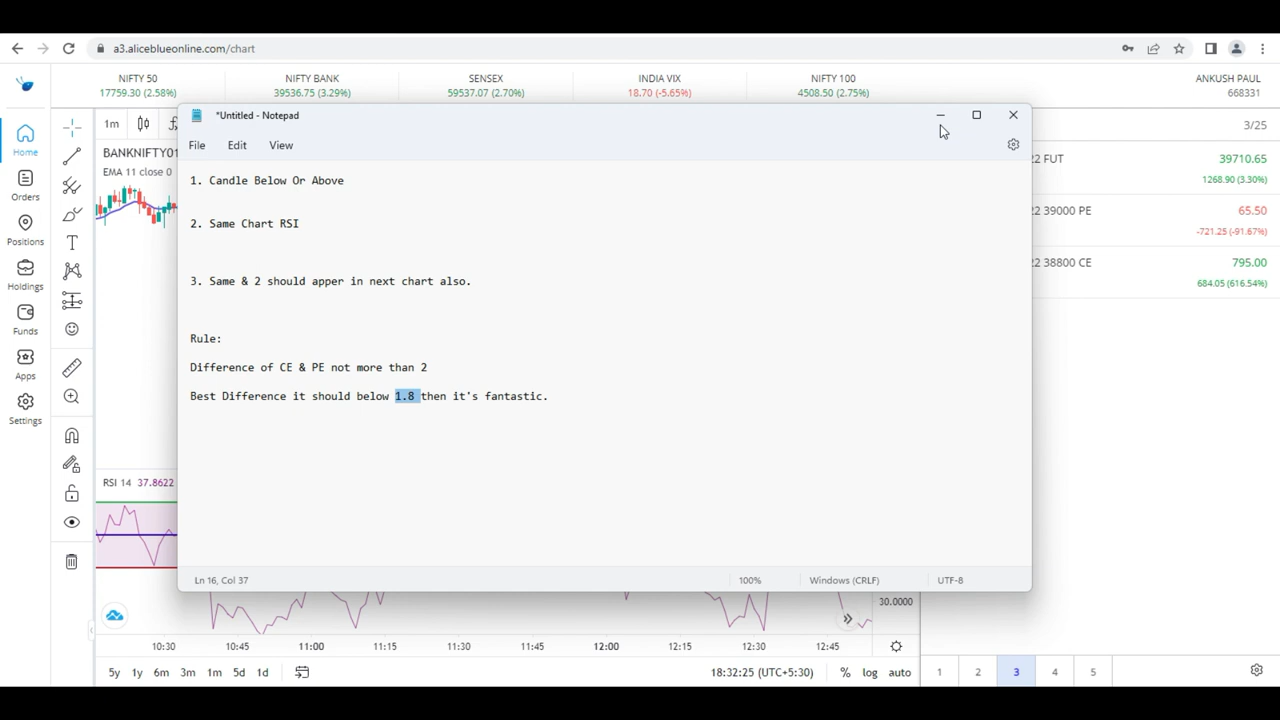 a3.aliceblueonline.com/chart
NIFTY 50
17759.30 (2.58%)
NIFTY BANK
39536.75 (3.29%)
SENSEX
59537.07 (2.70%)
INDIA VIX
18.70 (-5.65%)
NIFTY 100
4508.50 (2.75%)
ANKUSH PAUL
668331
Home
Orders
Positions
Holdings
Funds
Apps
Settings
1m
BANKNIFTY01
EMA 11 close 0
*Untitled - Notepad
File Edit View
1. Candle Below Or Above
2. Same Chart RSI
3. Same & 2 should apper in next chart also.
Rule:
Difference of CE & PE not more than 2
Best Difference it should below 1.8 then it's fantastic.
Ln 16, Col 37 100% Windows (CRLF) UTF-8
3/25
22 FUT 39710.65
1268.90 (3.30%)
22 39000 PE 65.50
-721.25 (-91.67%)
22 38800 CE 795.00
684.05 (616.54%)
RSI 14 37.8622
30.0000
10:30 10:45 11:00 11:15 11:30 11:45 12:00 12:15 12:30 12:45
5y 1y 6m 3m 1m 5d 1d 18:32:25 (UTC+5:30) % log auto
1 2 3 4 5